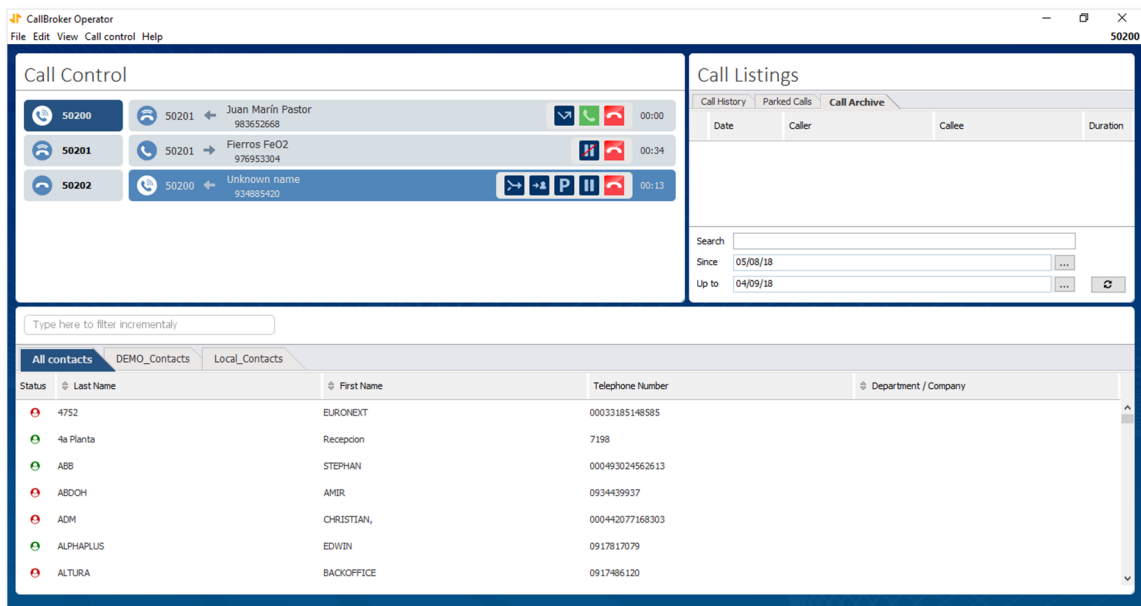 CallBroker Operator
File Edit View Call control Help
50200
Call Control
50200
50201
Juan Marín Pastor
983652668
00:00
50201
50201
Fierros FeO2
976953304
00:34
50202
50200
Unknown name
934885420
P
00:13
Call Listings
Call History Parked Calls Call Archive
Date Caller Callee Duration
Search
Since 05/08/18 ...
Up to 04/09/18 ...
Type here to filter incrementaly
All contacts DEMO_Contacts Local_Contacts
Status Last Name First Name Telephone Number Department / Company
4752 EURONEXT 00033185148585
4a Planta Recepcion 7198
ABB STEPHAN 000493024562613
ABDOH AMIR 0934439937
ADM CHRISTIAN, 000442077168303
ALPHAPLUS EDWIN 0917817079
ALTURA BACKOFFICE 0917486120